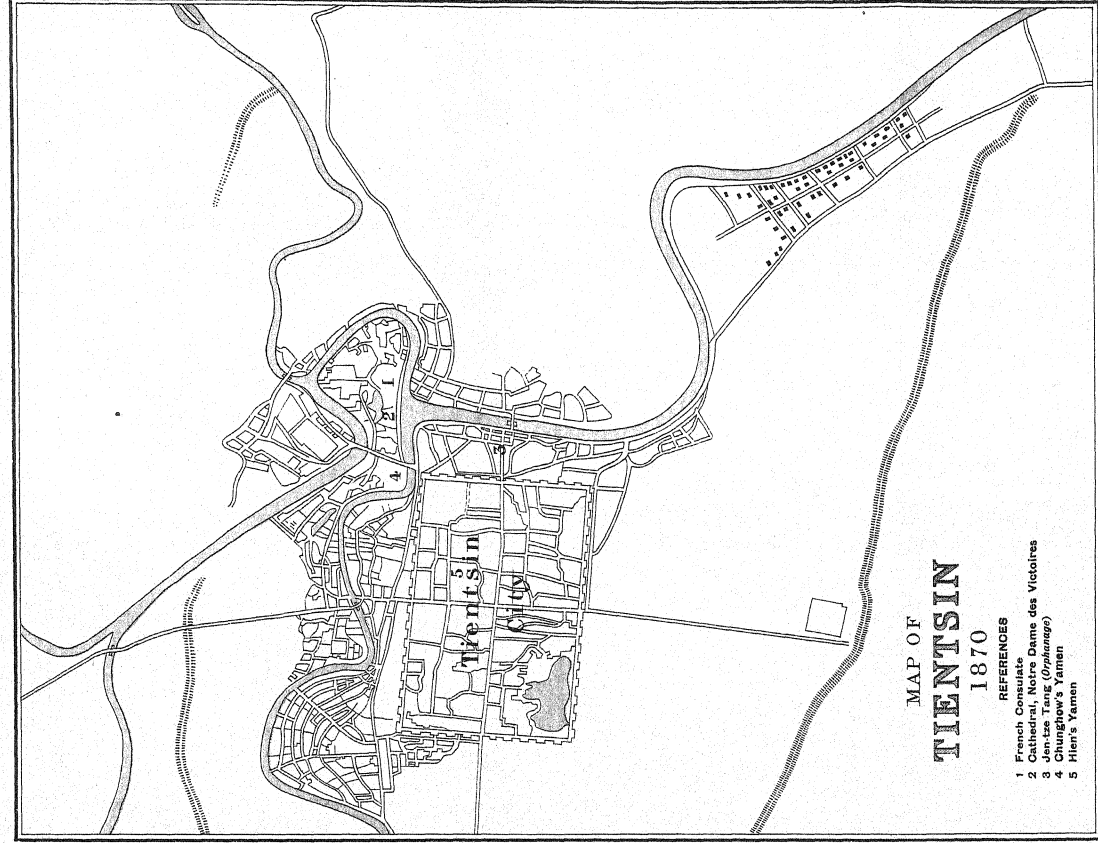 1
2
3
4
5
Tientsin
City
MAP OF
TIENTSIN
1870
REFERENCES
1 French Consulate
2 Cathedral, Notre Dame des Victoires
3 Jen-tze Tang (Orphanage)
4 Chunghow's Yamen
5 Hien's Yamen